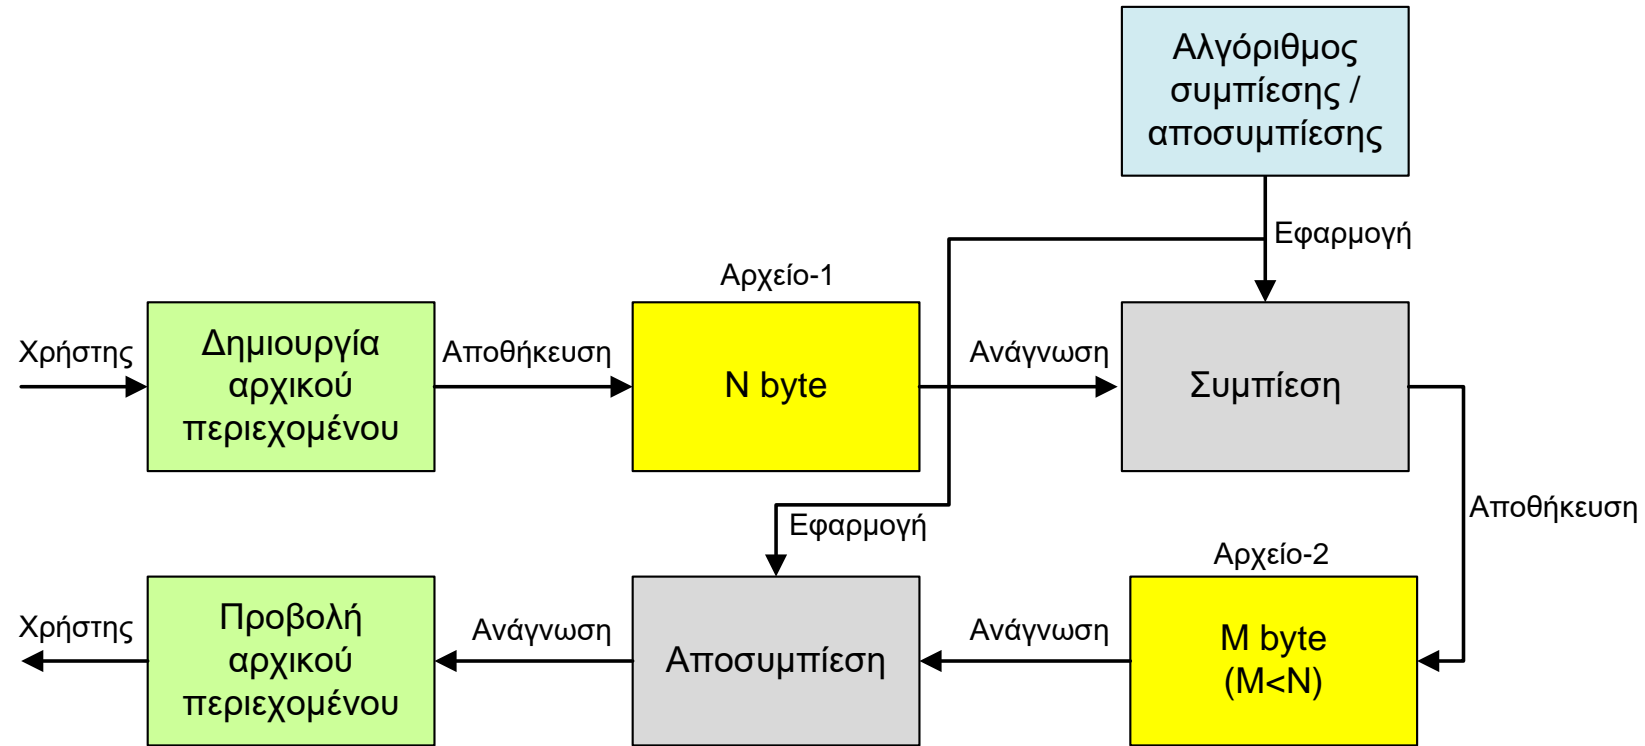 Αλγόριθμος
συμπίεσης /
αποσυμπίεσης
Εφαρμογή
Αρχείο-1
Χρήστης
Δημιουργία
αρχικού
περιεχομένου
Αποθήκευση
N byte
Ανάγνωση
Συμπίεση
Αποθήκευση
Εφαρμογή
Αρχείο-2
Χρήστης
Προβολή
αρχικού
περιεχομένου
Ανάγνωση
Αποσυμπίεση
Ανάγνωση
M byte
(M<N)